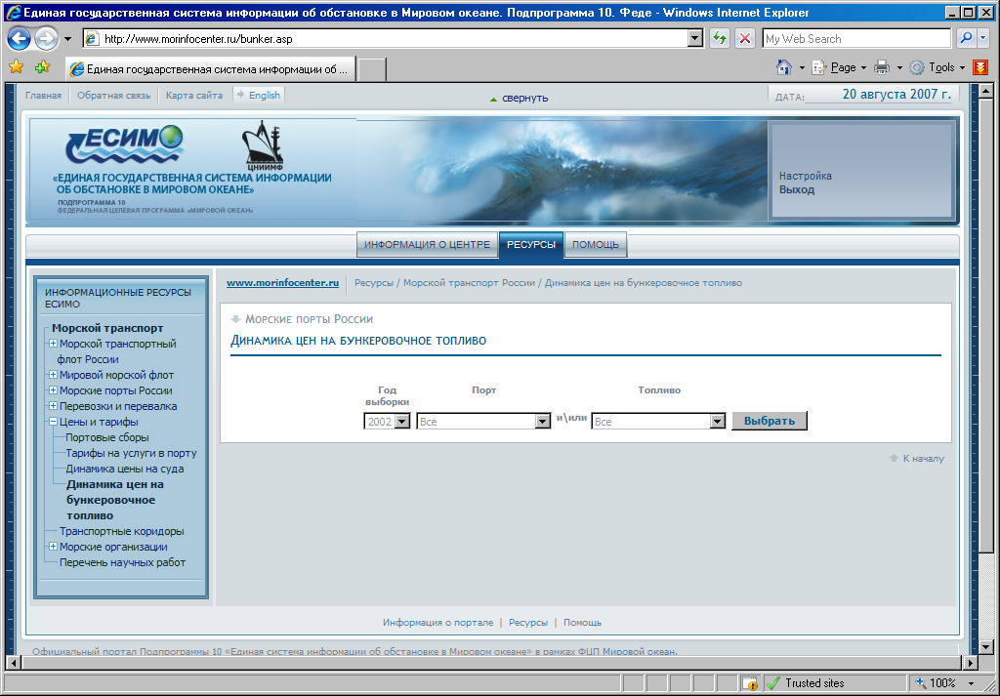 Единая государственная система информации об обстановке в Мировом океане. Подпрограмма 10. Феде - Windows Internet Explorer
http://www.morinfocenter.ru/bunker.asp
My Web Search
Единая государственная система информации об ...
Page
Tools
Главная
Обратная связь
Карта сайта
English
свернуть
ДАТА:
20 августа 2007 г.
ЕСИМО
ЦНИИМФ
«ЕДИНАЯ ГОСУДАРСТВЕННАЯ СИСТЕМА ИНФОРМАЦИИ
ОБ ОБСТАНОВКЕ В МИРОВОМ ОКЕАНЕ»
ПОДПРОГРАММА 10
ФЕДЕРАЛЬНАЯ ЦЕЛЕВАЯ ПРОГРАММА «МИРОВОЙ ОКЕАН»
Настройка
Выход
ИНФОРМАЦИЯ О ЦЕНТРЕ
РЕСУРСЫ
ПОМОЩЬ
ИНФОРМАЦИОННЫЕ РЕСУРСЫ
ЕСИМО
Морской транспорт
Морской транспортный
флот России
Мировой морской флот
Морские порты России
Перевозки и перевалка
Цены и тарифы
Портовые сборы
Тарифы на услуги в порту
Динамика цены на суда
Динамика цен на
бункеровочное
топливо
Транспортные коридоры
Морские организации
Перечень научных работ
www.morinfocenter.ru
Ресурсы / Морской транспорт России / Динамика цен на бункеровочное топливо
Морские порты России
Динамика цен на бункеровочное топливо
Год
выборки
Порт
Топливо
2002
Все
и\или
Все
Выбрать
К началу
Информация о портале | Ресурсы | Помощь
Официальный портал Подпрограммы 10 «Единая система информации об обстановке в Мировом океане» в рамках ФЦП Мировой океан.
Trusted sites
100%